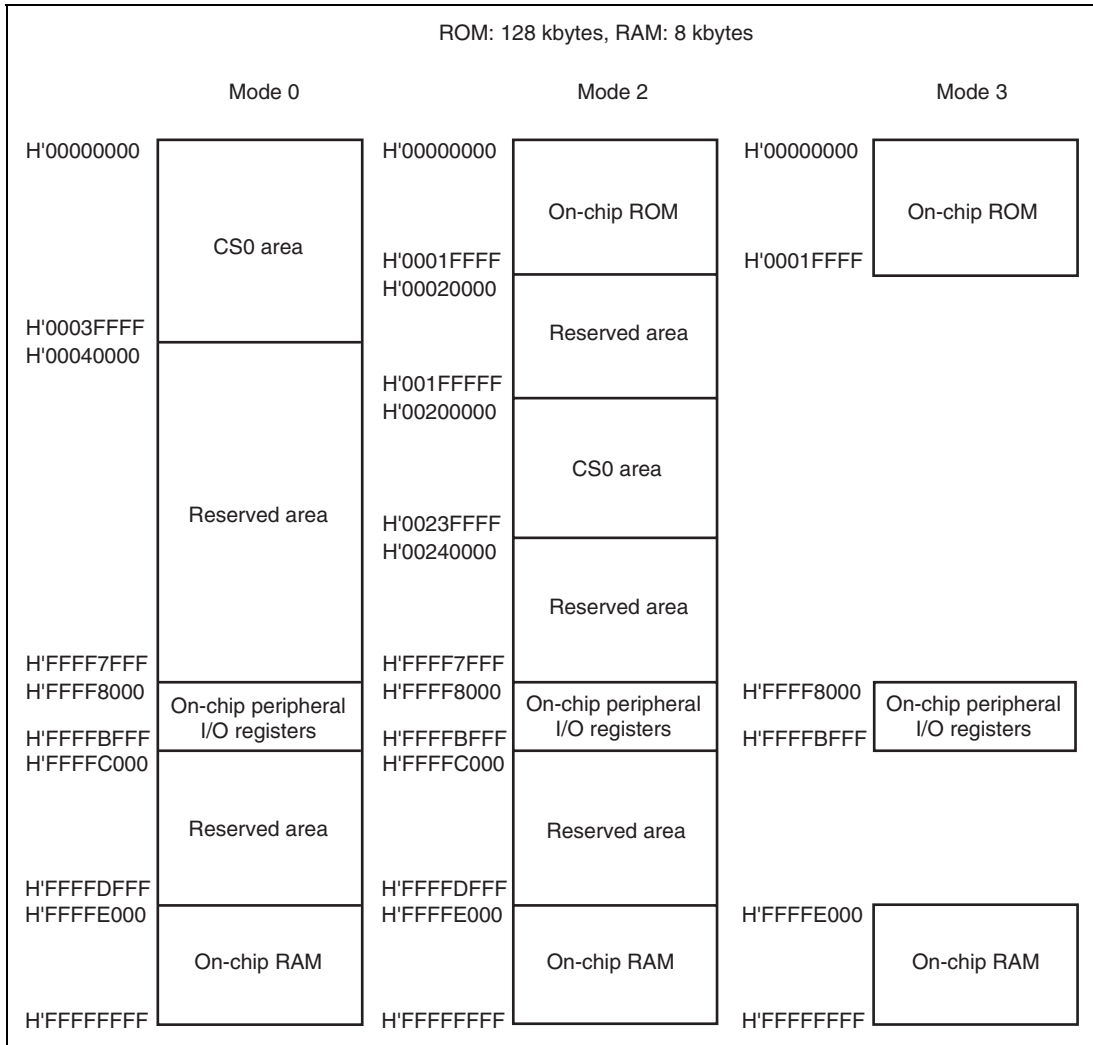 ROM: 128 kbytes, RAM: 8 kbytes
Mode 0
H'00000000
CS0 area
H'0003FFFF
H'00040000
Reserved area
H'FFFF7FFF
H'FFFF8000
On-chip peripheral
I/O registers
H'FFFFBFFF
H'FFFFC000
Reserved area
H'FFFFDFFF
H'FFFFE000
On-chip RAM
H'FFFFFFFF
Mode 2
H'00000000
On-chip ROM
H'0001FFFF
H'00020000
Reserved area
H'001FFFFF
H'00200000
CS0 area
H'0023FFFF
H'00240000
Reserved area
H'FFFF7FFF
H'FFFF8000
On-chip peripheral
I/O registers
H'FFFFBFFF
H'FFFFC000
Reserved area
H'FFFFDFFF
H'FFFFE000
On-chip RAM
H'FFFFFFFF
Mode 3
H'00000000
On-chip ROM
H'0001FFFF
H'FFFF8000
On-chip peripheral
I/O registers
H'FFFFBFFF
H'FFFFE000
On-chip RAM
H'FFFFFFFF